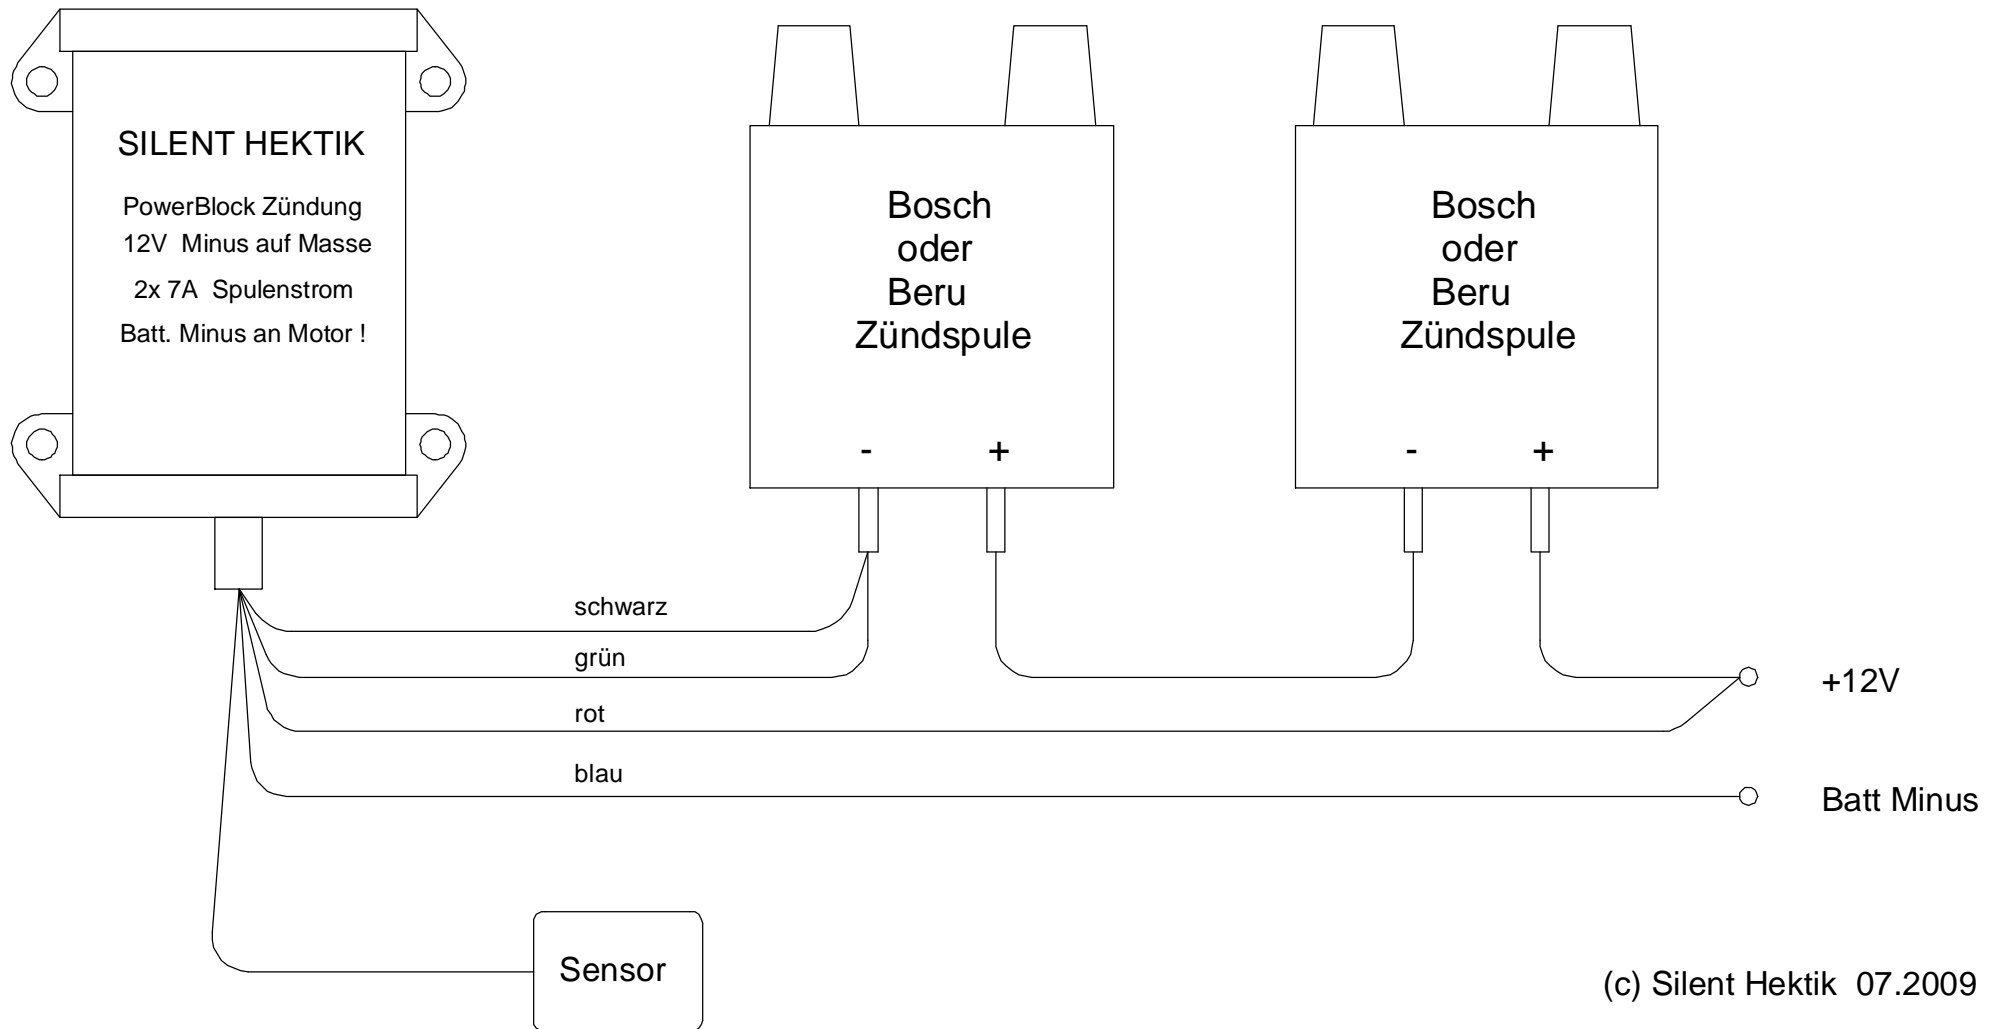 SILENT HEKTIK
PowerBlock Zündung
12V Minus auf Masse
2x 7A Spulenstrom
Batt. Minus an Motor !
Bosch
oder
Beru
Zündspule
- +
Bosch
oder
Beru
Zündspule
- +
schwarz
grün
rot
blau
+12V
Batt Minus
Sensor
(c) Silent Hektik 07.2009